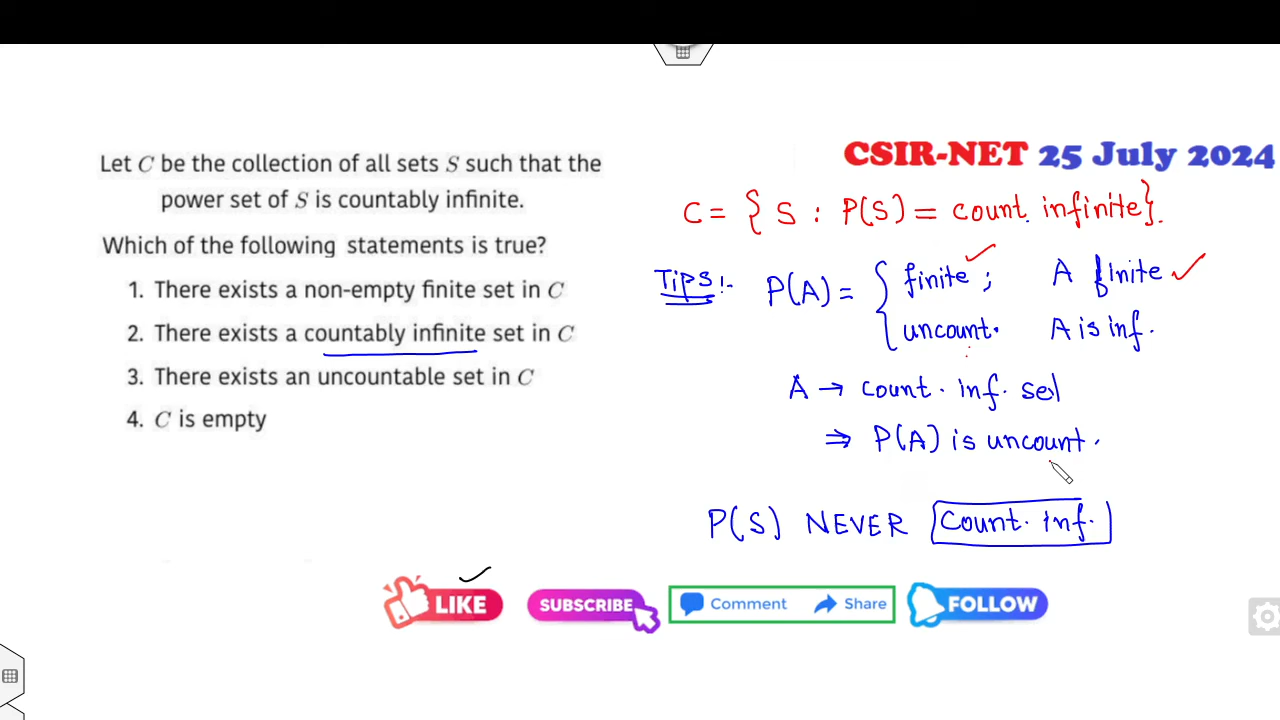 Let C be the collection of all sets S such that the
power set of S is countably infinite.
Which of the following statements is true?
1. There exists a non-empty finite set in C
2. There exists a countably infinite set in C
3. There exists an uncountable set in C
4. C is empty
CSIR-NET 25 July 2024
C = { S : P(S) = count. infinite}.
Tips:- P(A) = { finite ; A finite
uncount. A is inf.
A → count. inf. set
⇒ P(A) is uncount.
P(S) NEVER Count. inf.
LIKE
SUBSCRIBE
Comment
Share
FOLLOW